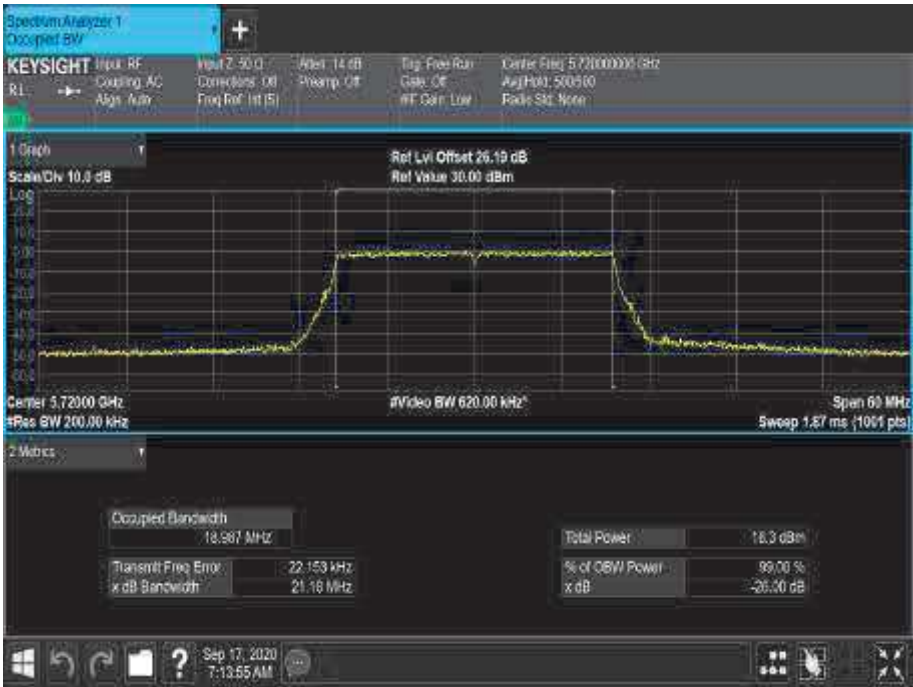 Spectrum Analyzer 1
Occupied BW
KEYSIGHT
Input: RF
Coupling: AC
Align: Auto
Input Z: 50 Ω
Corrections: Off
Freq Ref: Int (S)
Atten: 14 dB
Preamp: Off
Trig: Free Run
Gate: Off
#IF Gain: Low
Center Freq: 5.720000000 GHz
Avg|Hold: 500/500
Radio Std: None
1 Graph
Scale/Div 10.0 dB
Ref Lvl Offset 26.19 dB
Ref Value 30.00 dBm
Log
Center 5.72000 GHz
#Res BW 200.00 kHz
#Video BW 620.00 kHz*
Span 60 MHz
Sweep 1.87 ms (1001 pts)
2 Metrics
Occupied Bandwidth
18.987 MHz
Transmit Freq Error 22.153 kHz
x dB Bandwidth 21.18 MHz
Total Power 18.3 dBm
% of OBW Power 99.00 %
x dB -26.00 dB
?
Sep 17, 2020
7:13:55 AM